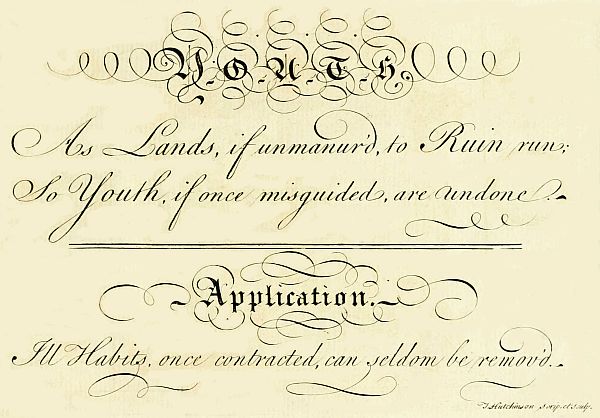 Y.O.U.T.H.
As Lands, if unmanur'd, to Ruin run;
So Youth, if once misguided, are undone.
Application.
Ill Habits, once contracted, can seldom be remov'd.
J. Hutchinson scrip. et sculp.